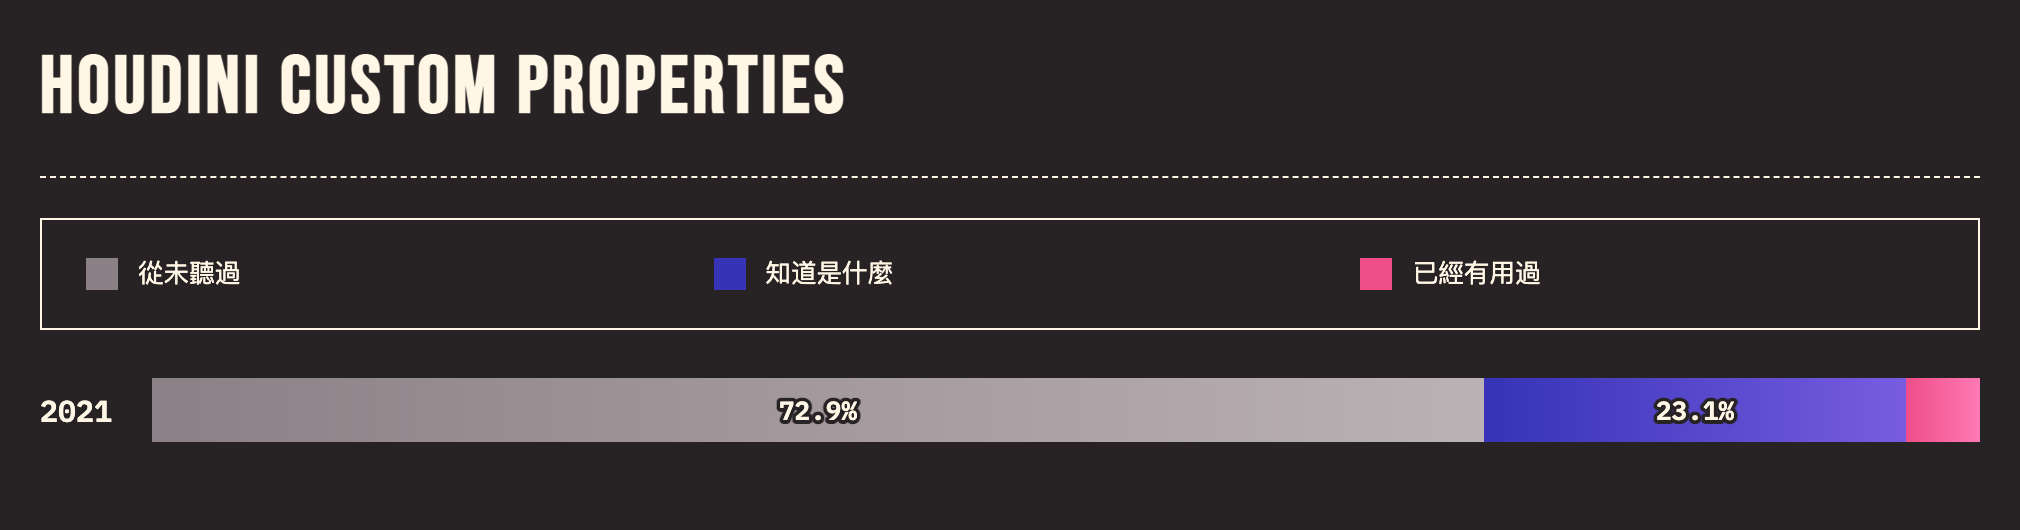 HOUDINI CUSTOM PROPERTIES
從未聽過 知道是什麼 已經有用過
2021 72.9% 23.1%